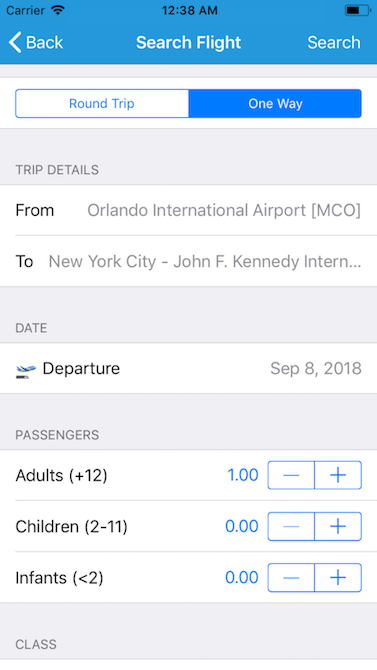 Carrier 12:38 AM
Back Search Flight Search
Round Trip One Way
TRIP DETAILS
From Orlando International Airport [MCO]
To New York City - John F. Kennedy Intern...
DATE
Departure Sep 8, 2018
PASSENGERS
Adults (+12) 1.00 — +
Children (2-11) 0.00 — +
Infants (<2) 0.00 — +
CLASS